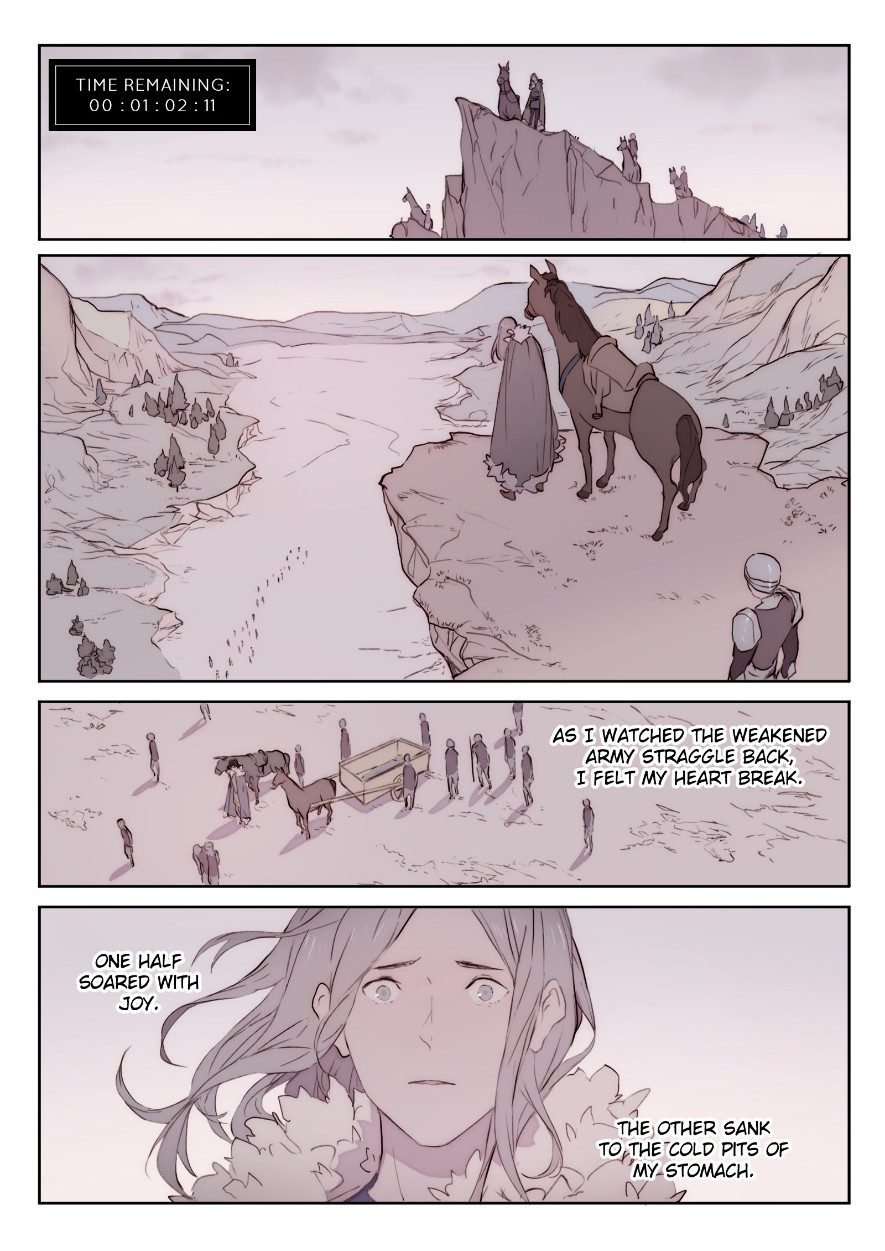 TIME REMAINING:
00 : 01 : 02 : 11
AS I WATCHED THE WEAKENED
ARMY STRAGGLE BACK,
I FELT MY HEART BREAK.
ONE HALF
SOARED WITH
JOY.
THE OTHER SANK
TO THE COLD PITS OF
MY STOMACH.